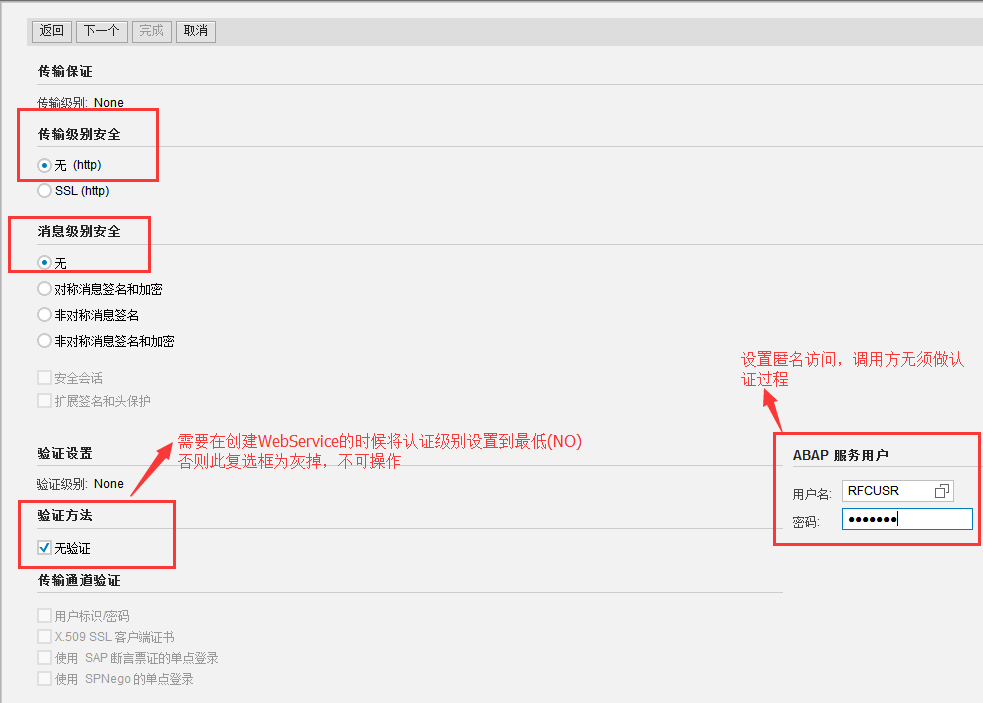 返回 下一个 完成 取消
传输保证
传输级别: None
传输级别安全
无 (http)
SSL (http)
消息级别安全
无
对称消息签名和加密
非对称消息签名
非对称消息签名和加密
安全会话
扩展签名和头保护
设置匿名访问，调用方无须做认
证过程
需要在创建WebService的时候将认证级别设置到最低(NO)
否则此复选框为灰掉，不可操作
验证设置
验证级别: None
验证方法
无验证
ABAP 服务用户
用户名: RFCUSR
密码: ●●●●●●●
传输通道验证
用户标识/密码
X.509 SSL 客户端证书
使用 SAP 断言票证的单点登录
使用 SPNego 的单点登录